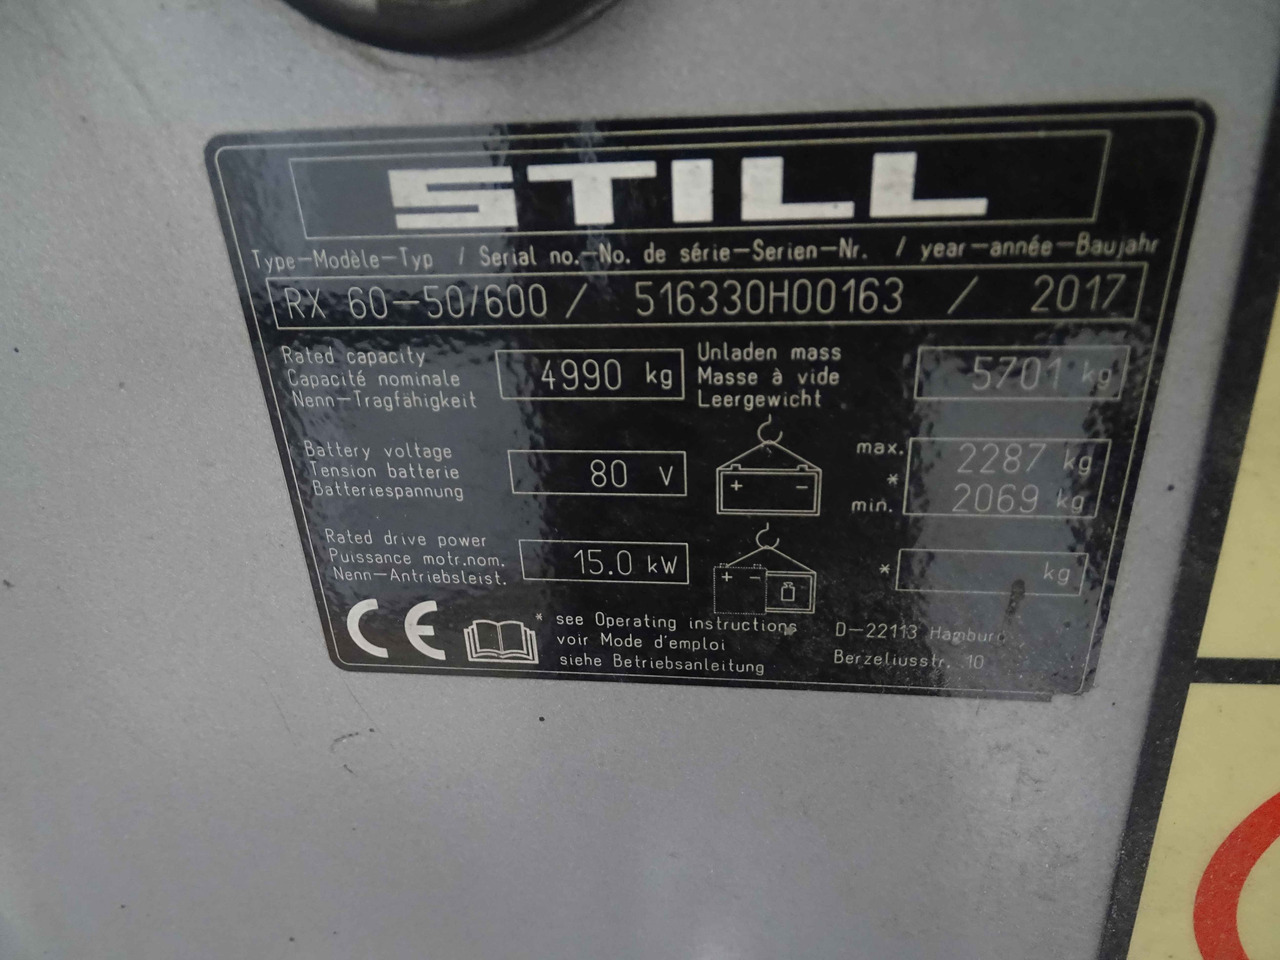 STILL
Type-Modèle-Typ / Serial no.-No. de série-Serien-Nr. / year-année-Baujahr
RX 60-50/600 / 516330H00163 / 2017
Rated capacity
Capacité nominale
Nenn-Tragfähigkeit
4990 kg
Unladen mass
Masse à vide
Leergewicht
5701 kg
Battery voltage
Tension batterie
Batteriespannung
80 V
+ -
max. 2287 kg
*
min. 2069 kg
Rated drive power
Puissance motr.nom.
Nenn-Antriebsleist.
15.0 kW
+ -
* kg
CE
* see Operating instructions
voir Mode d'emploi
siehe Betriebsanleitung
D-22113 Hamburg
Berzeliusstr. 10